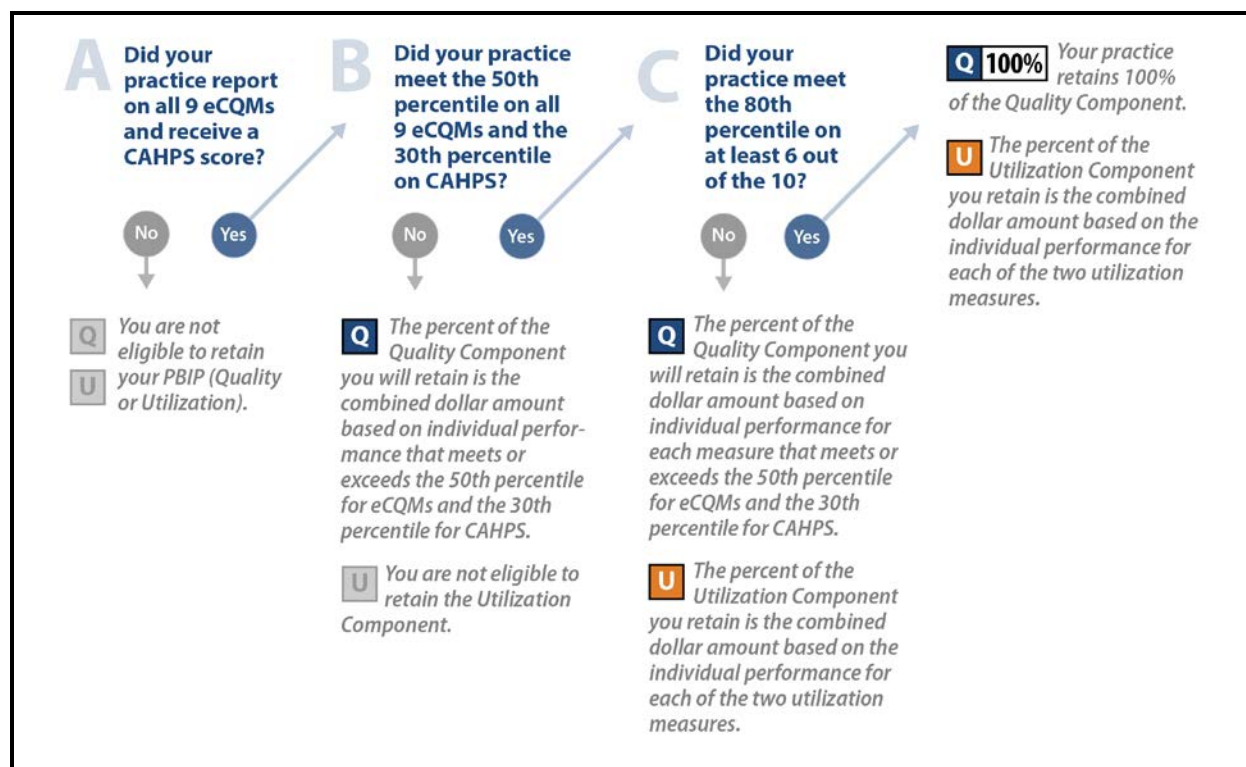 A
Did your
practice report
on all 9 eCQMs
and receive a
CAHPS score?
No
Yes
Q
U
You are not
eligible to retain
your PBIP (Quality
or Utilization).
B
Did your practice
meet the 50th
percentile on all
9 eCQMs and the
30th percentile
on CAHPS?
No
Yes
Q
The percent of the
Quality Component
you will retain is the
combined dollar amount
based on individual perfor-
mance that meets or
exceeds the 50th percentile
for eCQMs and the 30th
percentile for CAHPS.
U
You are not eligible to
retain the Utilization
Component.
C
Did your
practice meet
the 80th
percentile on
at least 6 out
of the 10?
No
Yes
Q
The percent of the
Quality Component you
will retain is the combined
dollar amount based on
individual performance for
each measure that meets or
exceeds the 50th percentile
for eCQMs and the 30th
percentile for CAHPS.
U
The percent of the
Utilization Component
you retain is the combined
dollar amount based on the
individual performance for
each of the two utilization
measures.
Q 100%
Your practice
retains 100%
of the Quality Component.
U
The percent of the
Utilization Component
you retain is the combined
dollar amount based on the
individual performance for
each of the two utilization
measures.